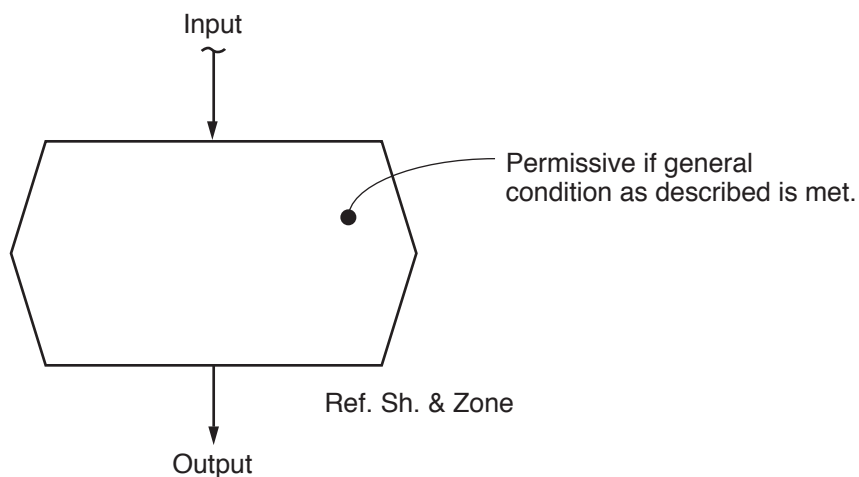 Input
Permissive if general
condition as described is met.
Ref. Sh. & Zone
Output